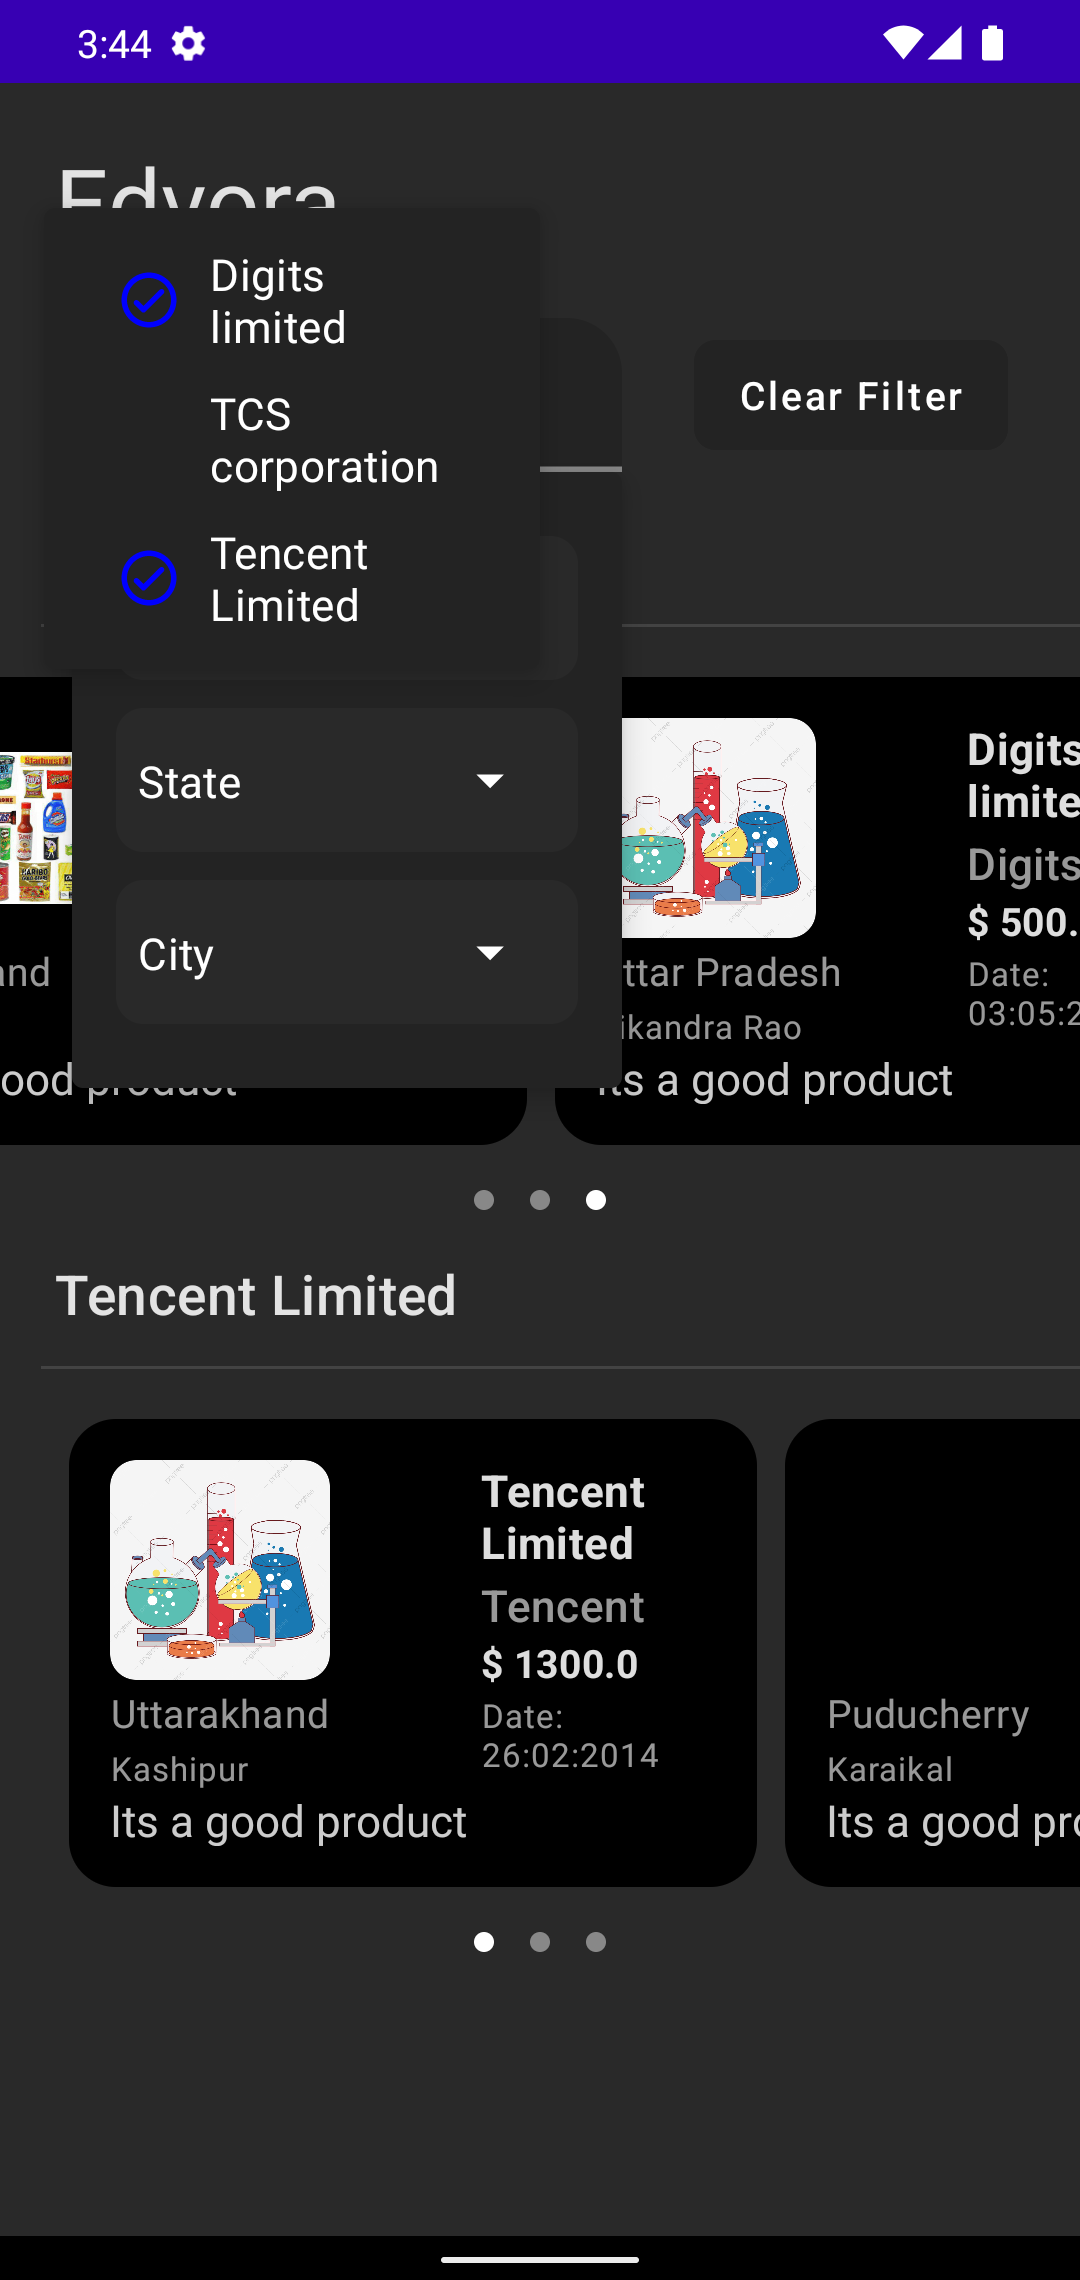 3:44
Edvora
Digits
limited
TCS
corporation
Tencent
Limited
Clear Filter
State
City
and
ood product
ttar Pradesh
ikandra Rao
Its a good product
Digits
limite
Digits
$ 500.
Date:
03:05:2
Tencent Limited
Tencent
Limited
Tencent
$ 1300.0
Date:
26:02:2014
Uttarakhand
Kashipur
Its a good product
Puducherry
Karaikal
Its a good pro